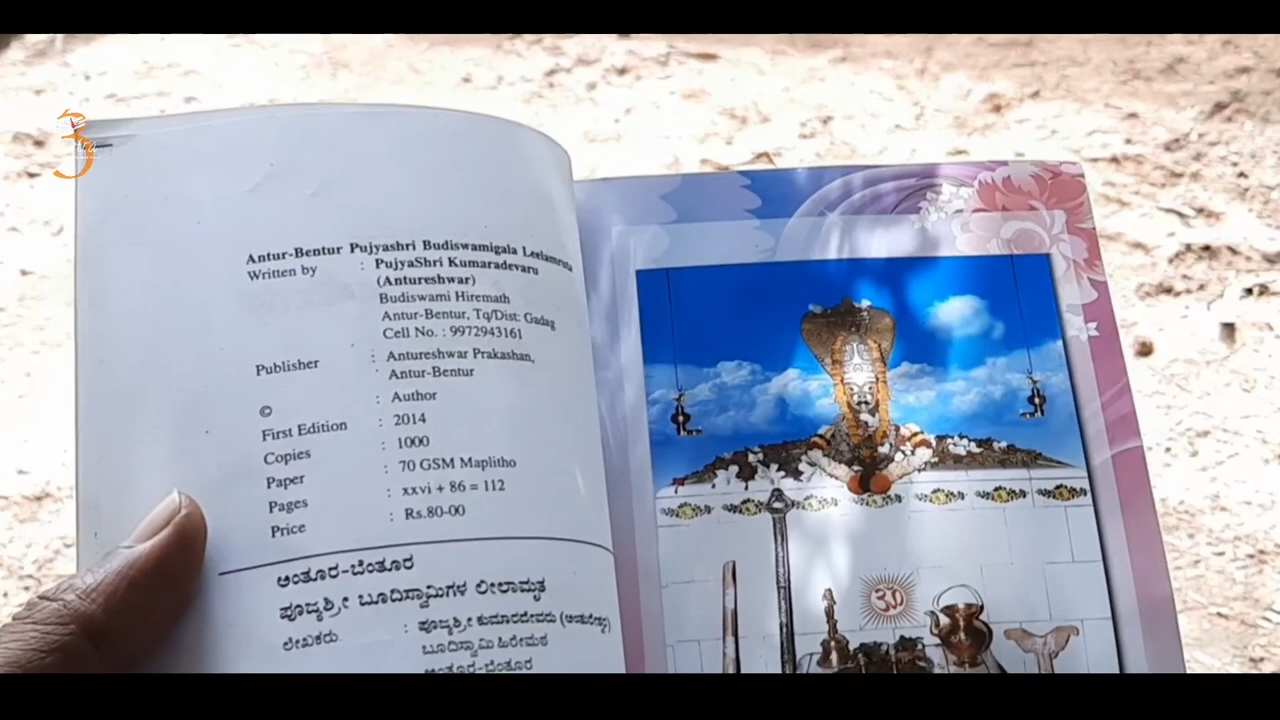 Antur-Bentur Pujyashri Budiswamigala Leelamruta
Written by : PujyaShri Kumaradevaru
(Antureshwar)
Budiswami Hiremath
Antur-Bentur, Tq/Dist: Gadag
Cell No. : 9972943161
Publisher : Antureshwar Prakashan,
Antur-Bentur
© : Author
First Edition : 2014
Copies : 1000
Paper : 70 GSM Maplitho
Pages : xxvi + 86 = 112
Price : Rs.80-00
ಅಂತೂರ-ಬೆಂತೂರ
ಪೂಜ್ಯಶ್ರೀ ಬೂದಿಸ್ವಾಮಿಗಳ ಲೀಲಾಮೃತ
ಲೇಖಕರು : ಪೂಜ್ಯಶ್ರೀ ಕುಮಾರದೇವರು
ಬೂದಿಸ್ವಾಮಿ ಹಿರೇಮಠ
ಅಂತೂರ-ಬೆಂತೂರ
ॐ